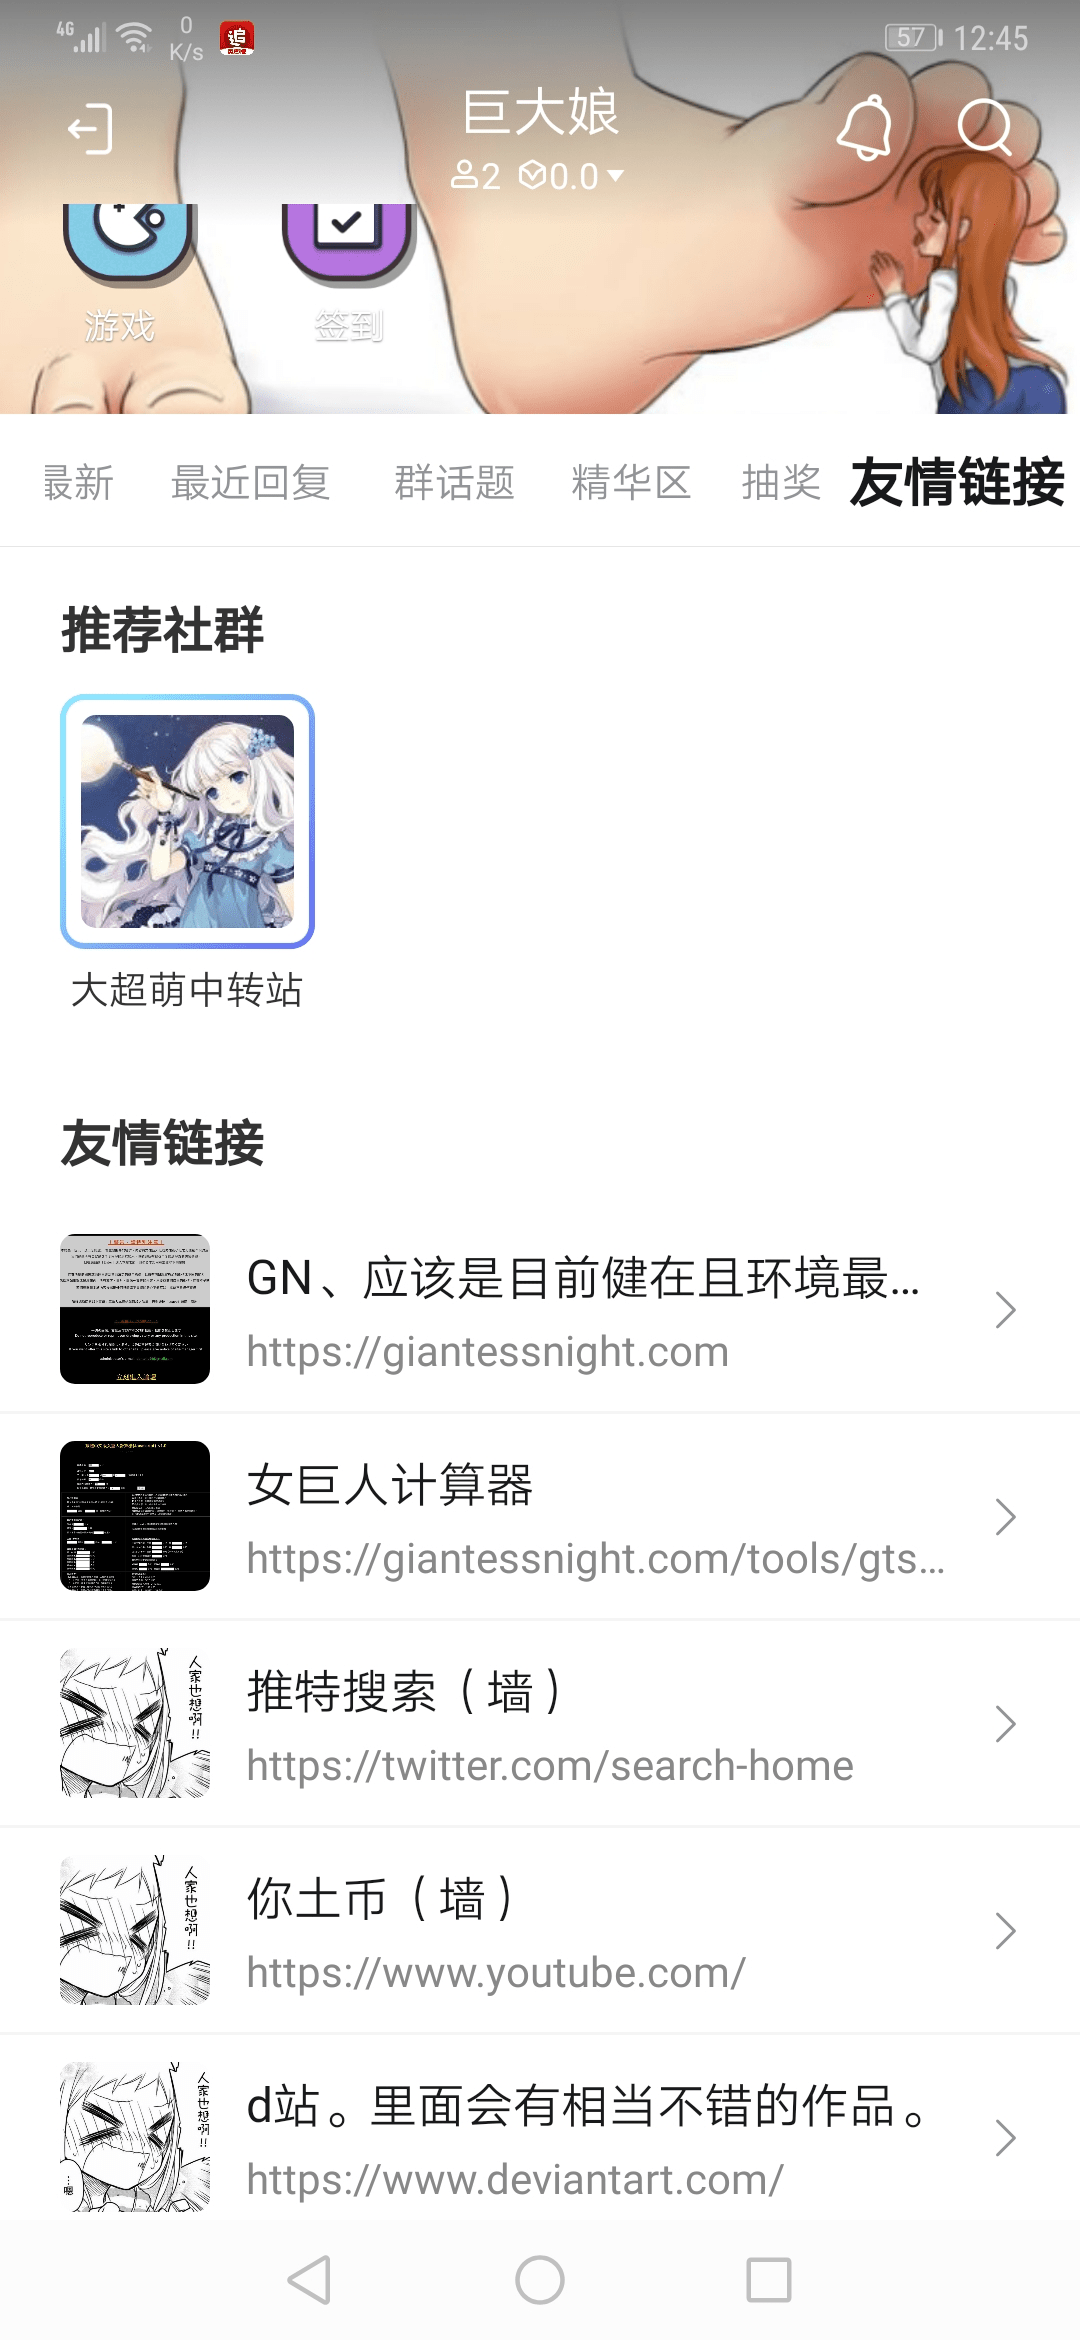 4G
0
K/s
追
57
12:45
巨大娘
2
0.0
游戏
签到
最新
最近回复
群话题
精华区
抽奖
友情链接
推荐社群
大超萌中转站
友情链接
GN、应该是目前健在且环境最...
https://giantessnight.com
女巨人计算器
https://giantessnight.com/tools/gts...
人家也想啊!!
推特搜索（墙）
https://twitter.com/search-home
人家也想啊!!
你土币（墙）
https://www.youtube.com/
人家也想啊!!
…嗯
d站。里面会有相当不错的作品。
https://www.deviantart.com/